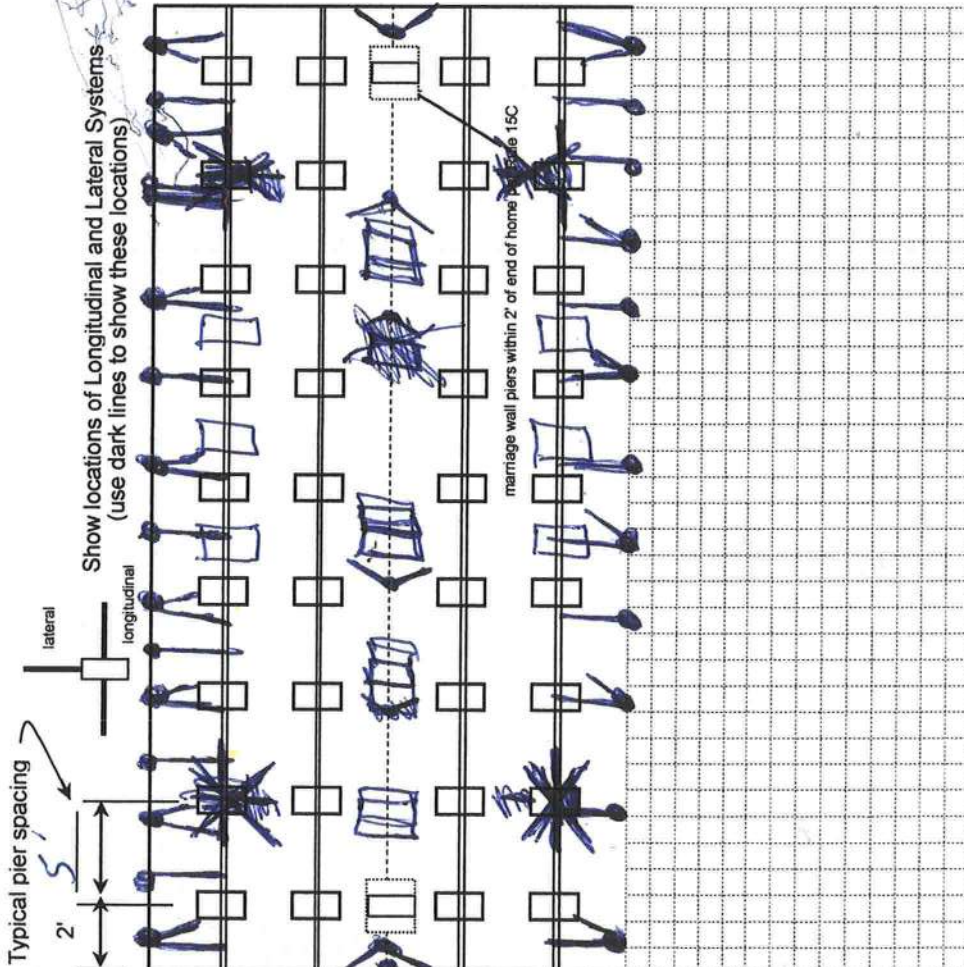 Show locations of Longitudinal and Lateral Systems
(use dark lines to show these locations)
lateral
longitudinal
Typical pier spacing
5'
2'
marriage wall piers within 2' of end of home 15C